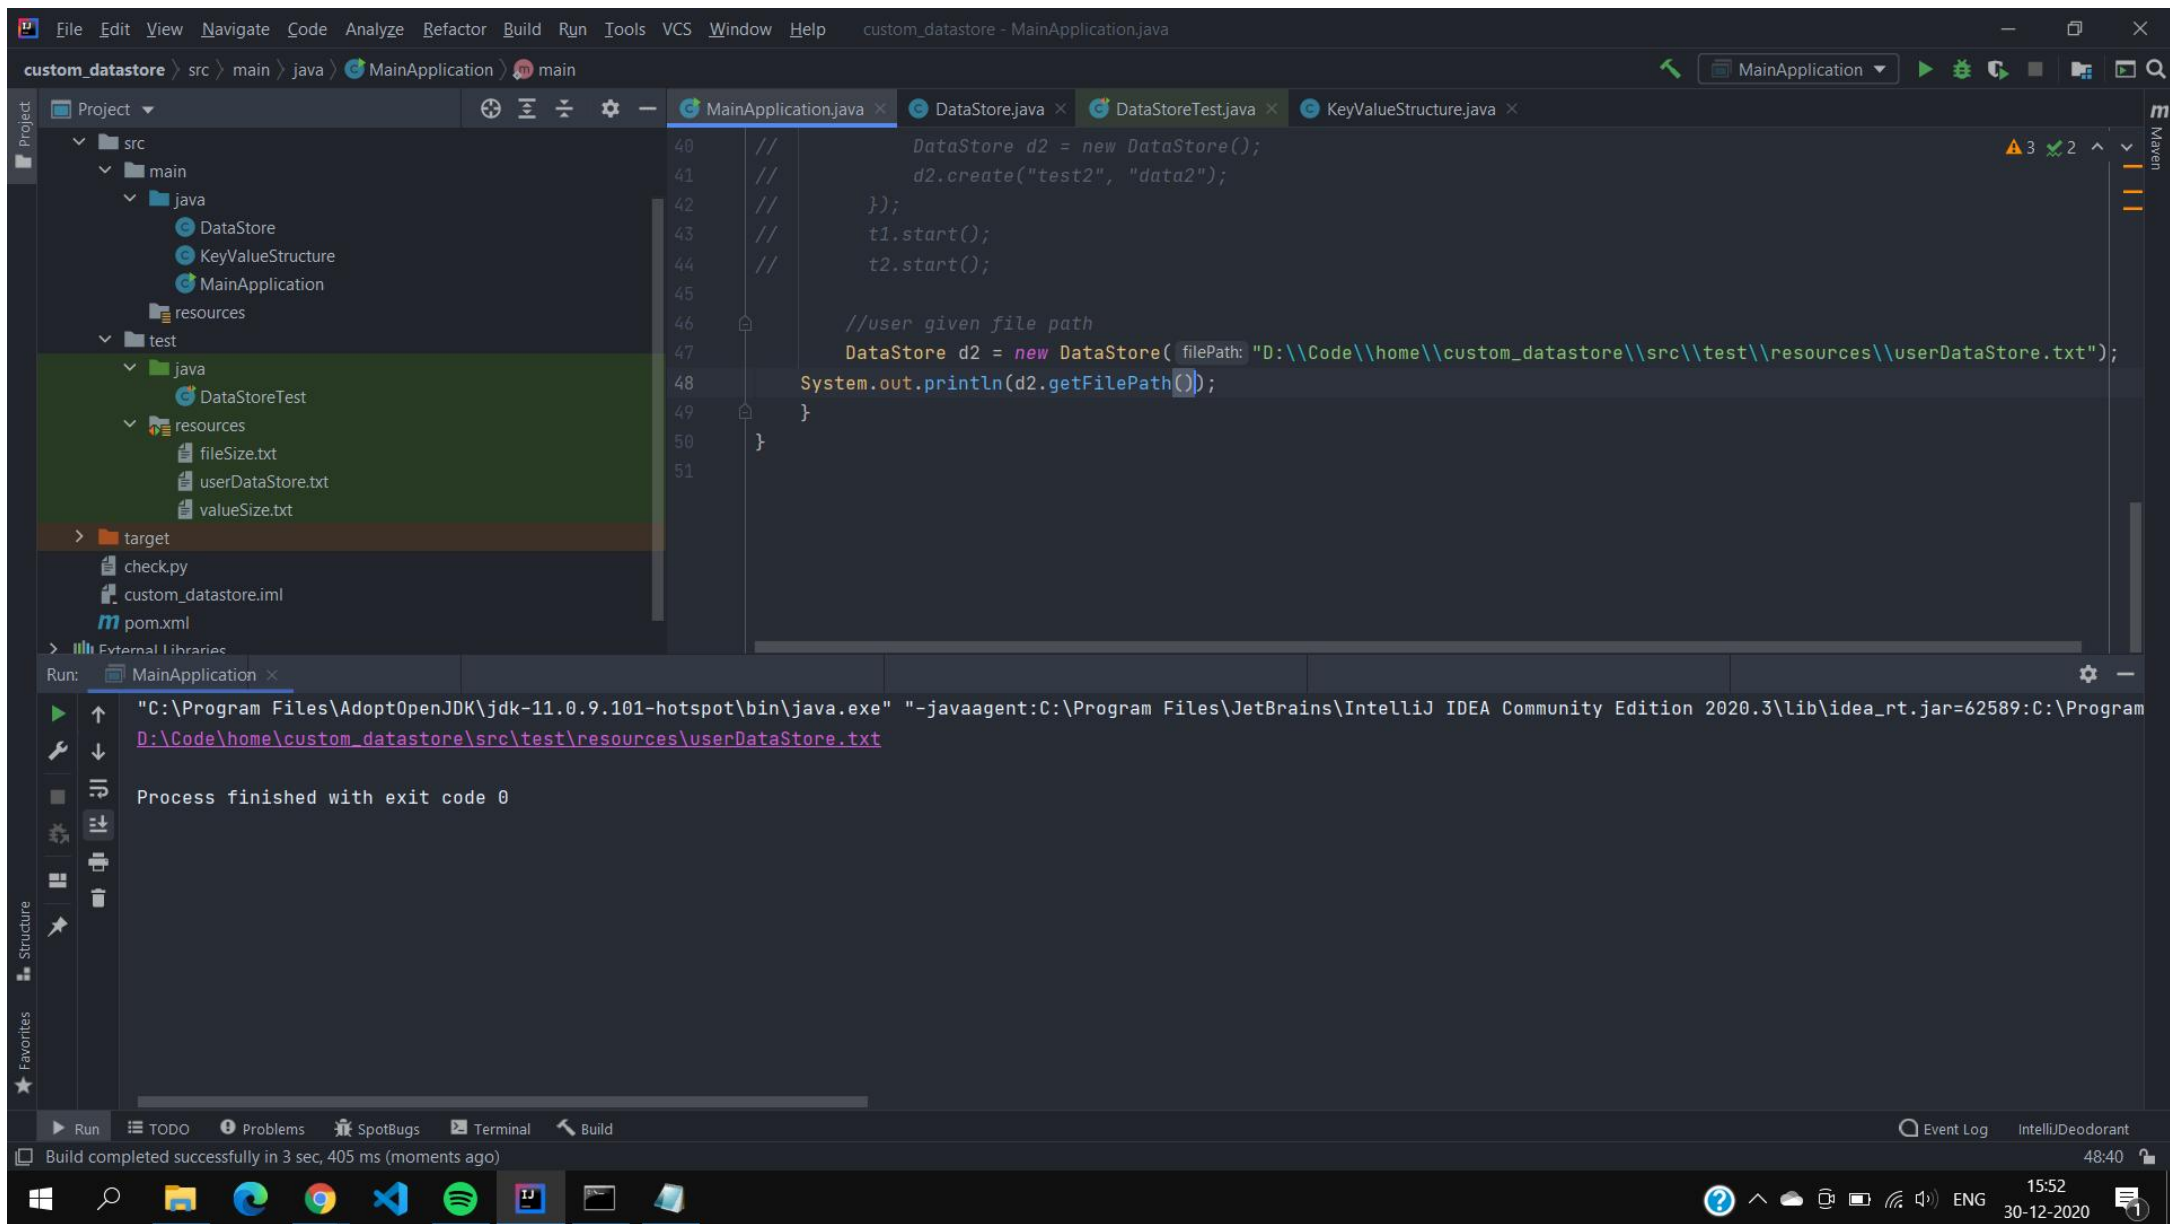 File Edit View Navigate Code Analyze Refactor Build Run Tools VCS Window Help custom_datastore - MainApplication.java
custom_datastore src main java MainApplication main MainApplication
Project MainApplication.java DataStore.java DataStoreTest.java KeyValueStructure.java
Project
Maven
src
main
java
DataStore
KeyValueStructure
MainApplication
resources
test
java
DataStoreTest
resources
fileSize.txt
userDataStore.txt
valueSize.txt
target
check.py
custom_datastore.iml
pom.xml
External Libraries
3 2
40 // DataStore d2 = new DataStore();
41 // d2.create("test2", "data2");
42 // });
43 // t1.start();
44 // t2.start();
45
46 //user given file path
47 DataStore d2 = new DataStore( filePath: "D:\\Code\\home\\custom_datastore\\src\\test\\resources\\userDataStore.txt");
48 System.out.println(d2.getFilePath());
49 }
50 }
51
Run: MainApplication
"C:\Program Files\AdoptOpenJDK\jdk-11.0.9.101-hotspot\bin\java.exe" "-javaagent:C:\Program Files\JetBrains\IntelliJ IDEA Community Edition 2020.3\lib\idea_rt.jar=62589:C:\Program
D:\Code\home\custom_datastore\src\test\resources\userDataStore.txt
Process finished with exit code 0
Structure
Favorites
Run TODO Problems SpotBugs Terminal Build Event Log IntelliJDeodorant
Build completed successfully in 3 sec, 405 ms (moments ago) 48:40
ENG 15:52
30-12-2020 1